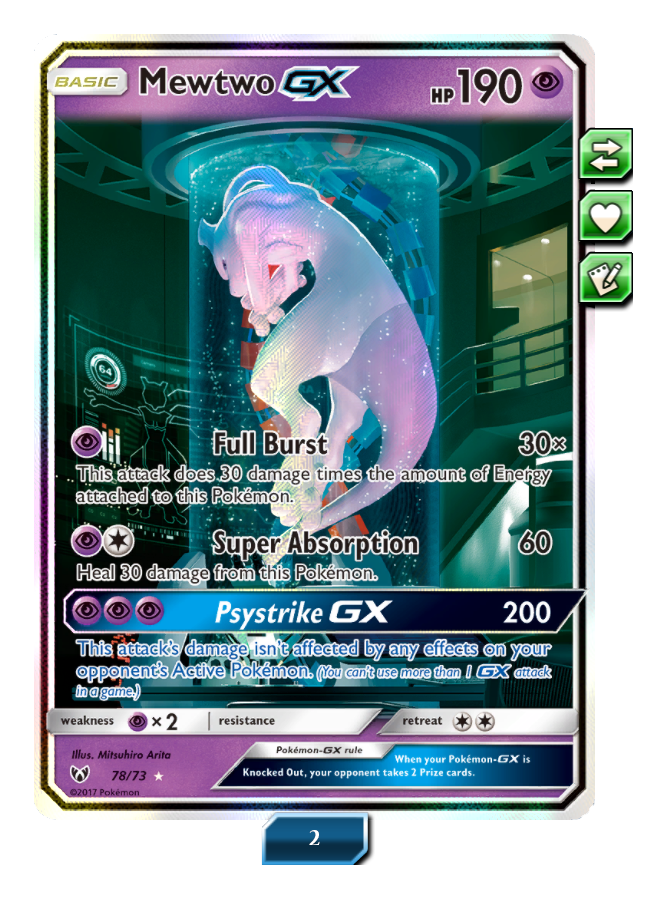 BASIC Mewtwo GX HP 190
64
Full Burst 30×
This attack does 30 damage times the amount of Energy
attached to this Pokémon.
Super Absorption 60
Heal 30 damage from this Pokémon.
Psystrike GX 200
This attack's damage isn't affected by any effects on your
opponent's Active Pokémon. (You can't use more than 1 GX attack
in a game.)
weakness ×2 resistance retreat
Illus. Mitsuhiro Arita
78/73
©2017 Pokémon
Pokémon-GX rule
When your Pokémon-GX is
Knocked Out, your opponent takes 2 Prize cards.
2